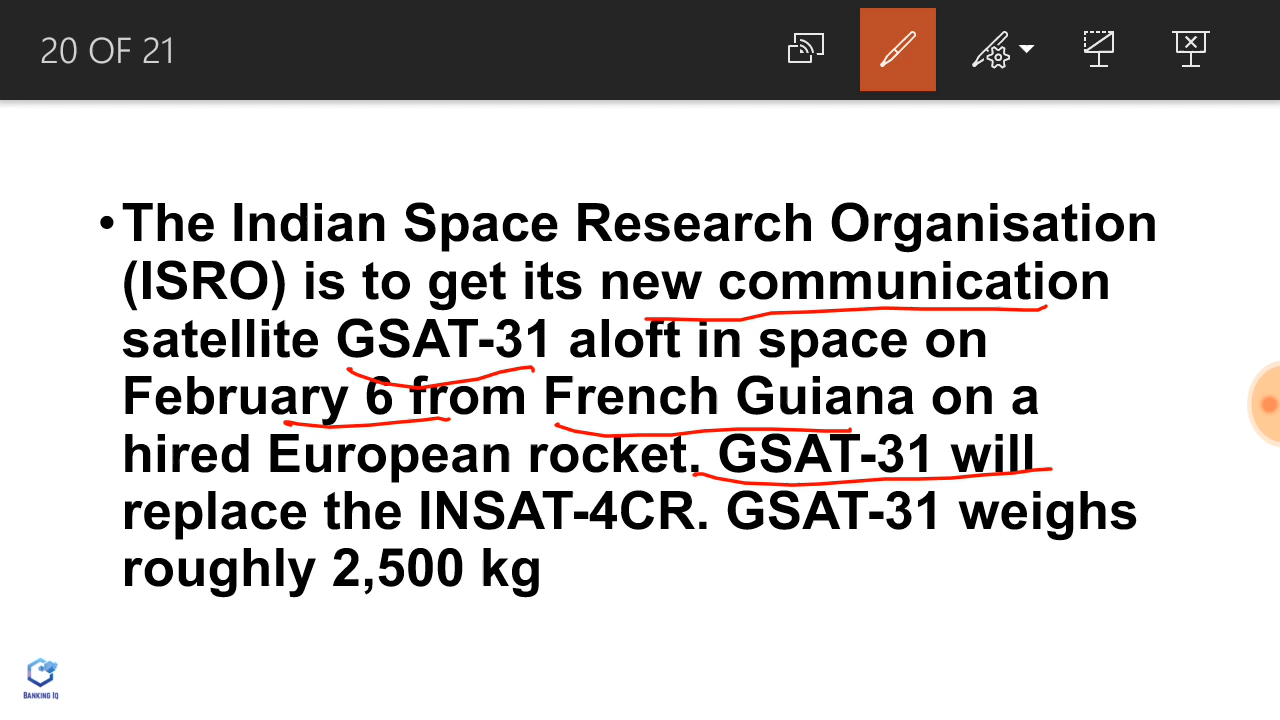 20 OF 21
•The Indian Space Research Organisation
(ISRO) is to get its new communication
satellite GSAT-31 aloft in space on
February 6 from French Guiana on a
hired European rocket. GSAT-31 will
replace the INSAT-4CR. GSAT-31 weighs
roughly 2,500 kg
BANKING IQ